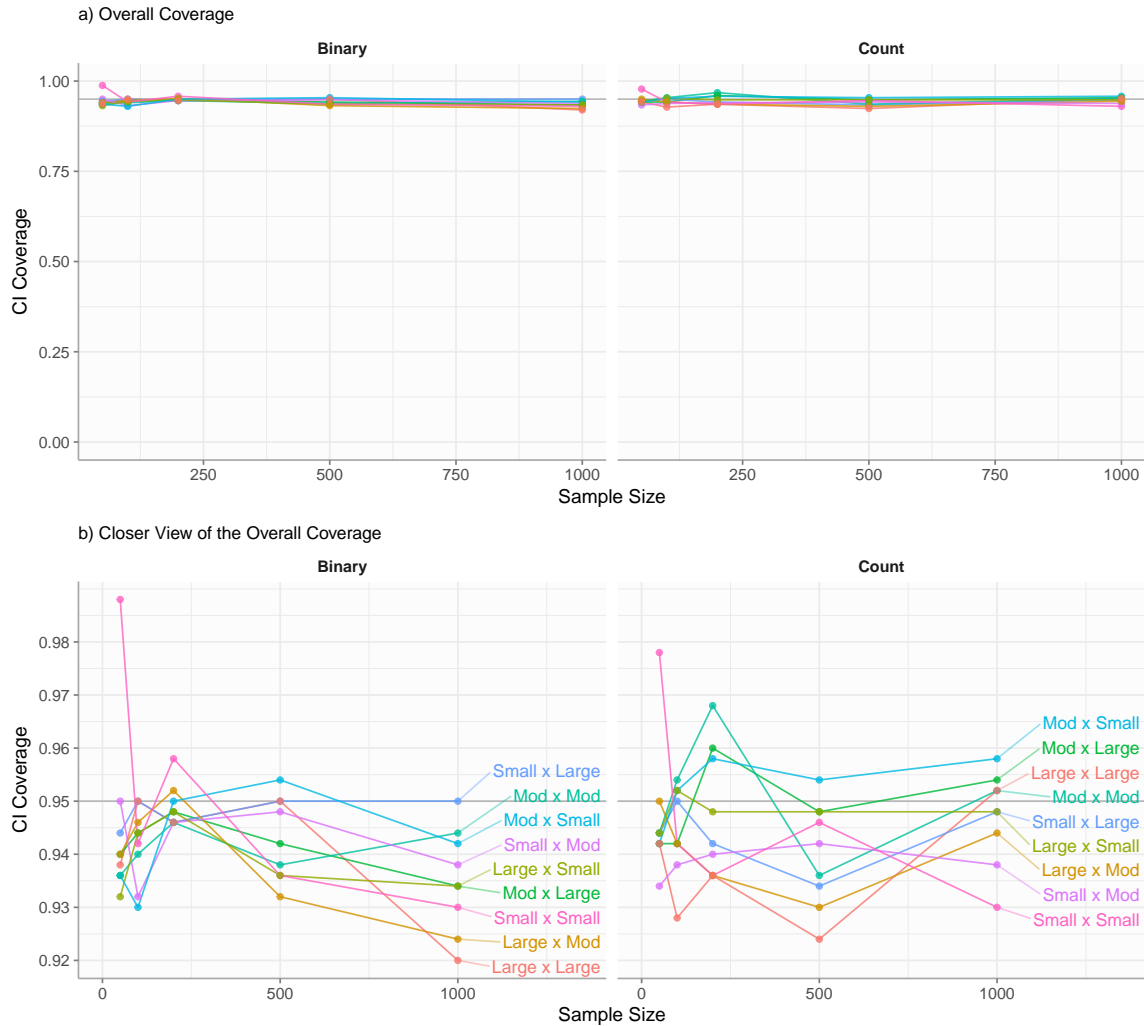 a) Overall Coverage
Binary
Count
CI Coverage
1.00
0.75
0.50
0.25
0.00
250
500
750
1000
250
500
750
1000
Sample Size
b) Closer View of the Overall Coverage
Binary
Count
CI Coverage
0.98
0.97
0.96
0.95
0.94
0.93
0.92
Small x Large
Mod x Mod
Mod x Small
Small x Mod
Large x Small
Mod x Large
Small x Small
Large x Mod
Large x Large
Mod x Small
Mod x Large
Large x Large
Mod x Mod
Small x Large
Large x Small
Large x Mod
Small x Mod
Small x Small
0
500
1000
0
500
1000
Sample Size